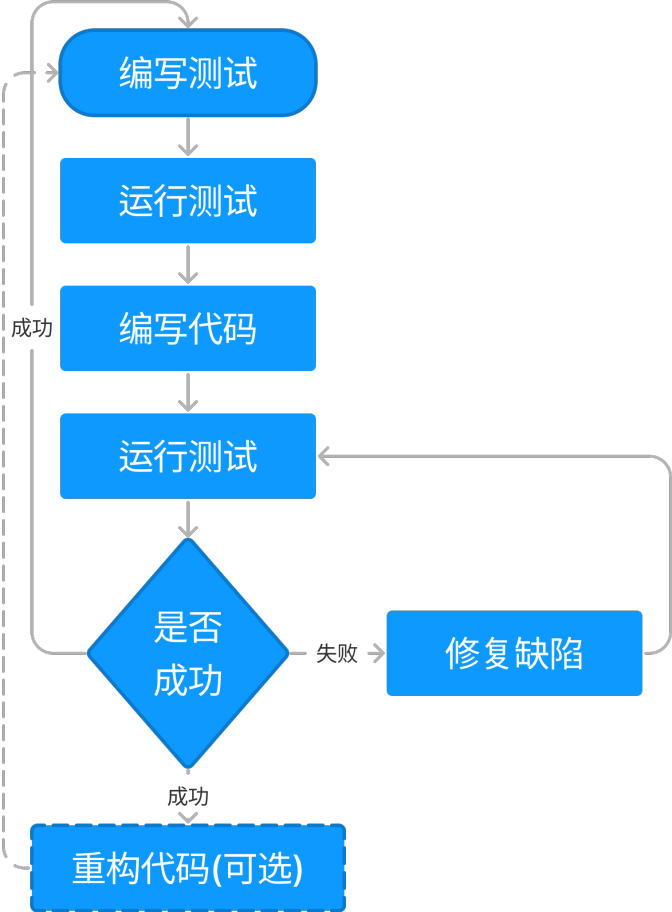 编写测试
运行测试
编写代码
成功
运行测试
是否
成功
失败
修复缺陷
成功
重构代码(可选)